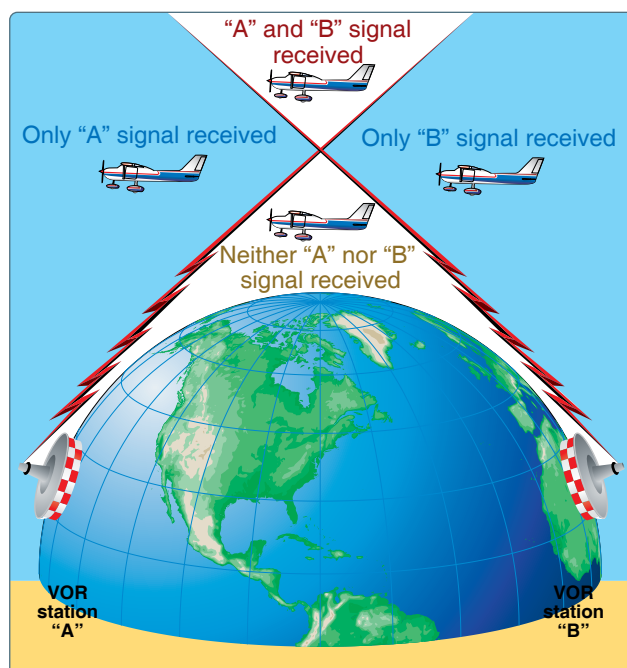 “A” and “B” signal
received
Only “A” signal received
Only “B” signal received
Neither “A” nor “B”
signal received
VOR
station
“A”
VOR
station
“B”